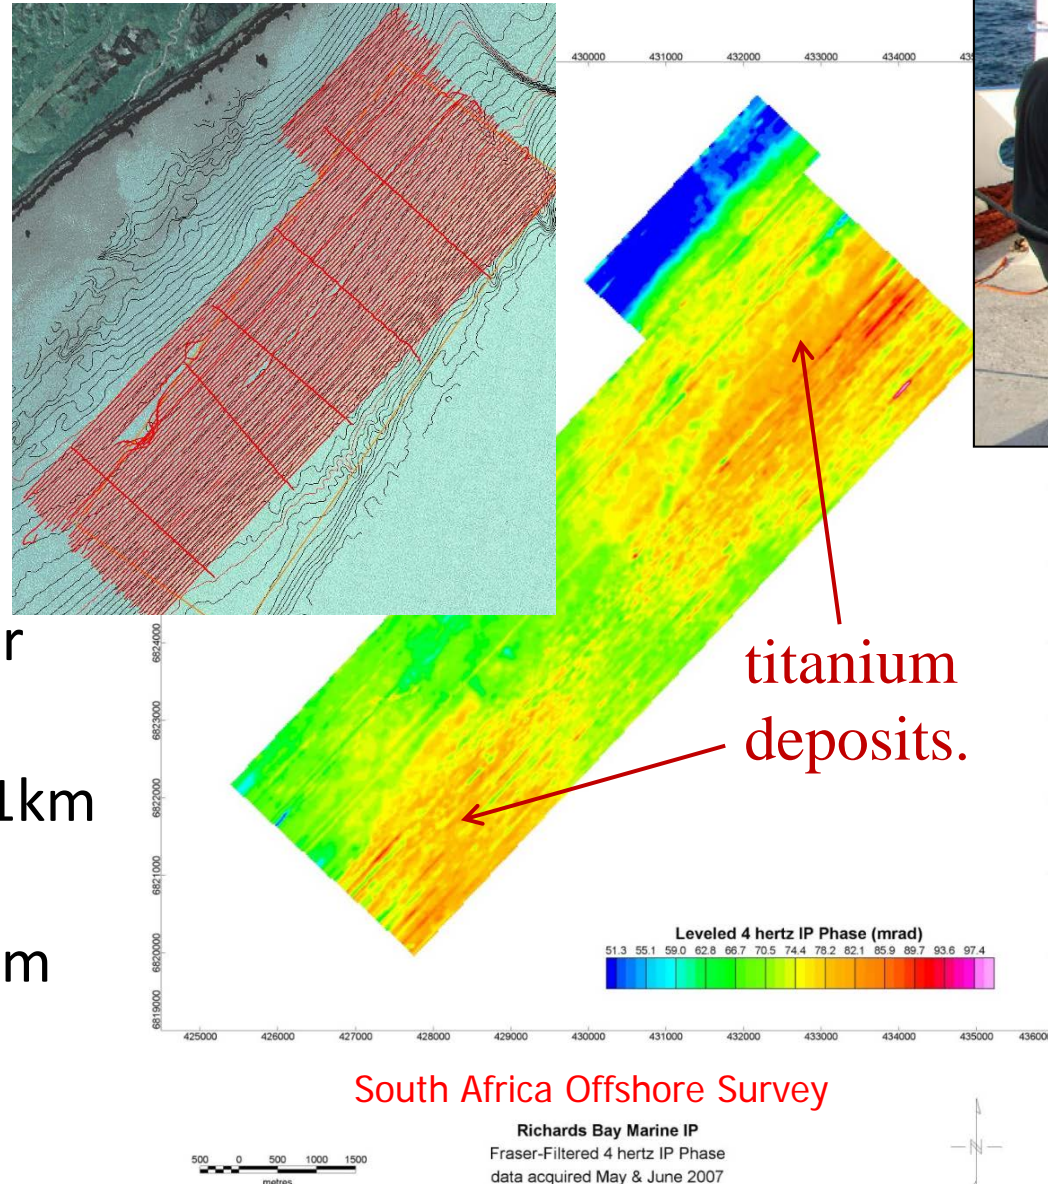 430000 431000 432000 433000 434000
r
6824000
titanium
deposits.
6823000
6822000
1km
6821000
Leveled 4 hertz IP Phase (mrad)
51.3 55.1 59.0 62.8 66.7 70.5 74.4 78.2 82.1 85.9 89.7 93.6 97.4
m
6820000
6819000
425000 426000 427000 428000 429000 430000 431000 432000 433000 434000 435000 436000
South Africa Offshore Survey
Richards Bay Marine IP
Fraser-Filtered 4 hertz IP Phase
data acquired May & June 2007
500 0 500 1000 1500
metres
N